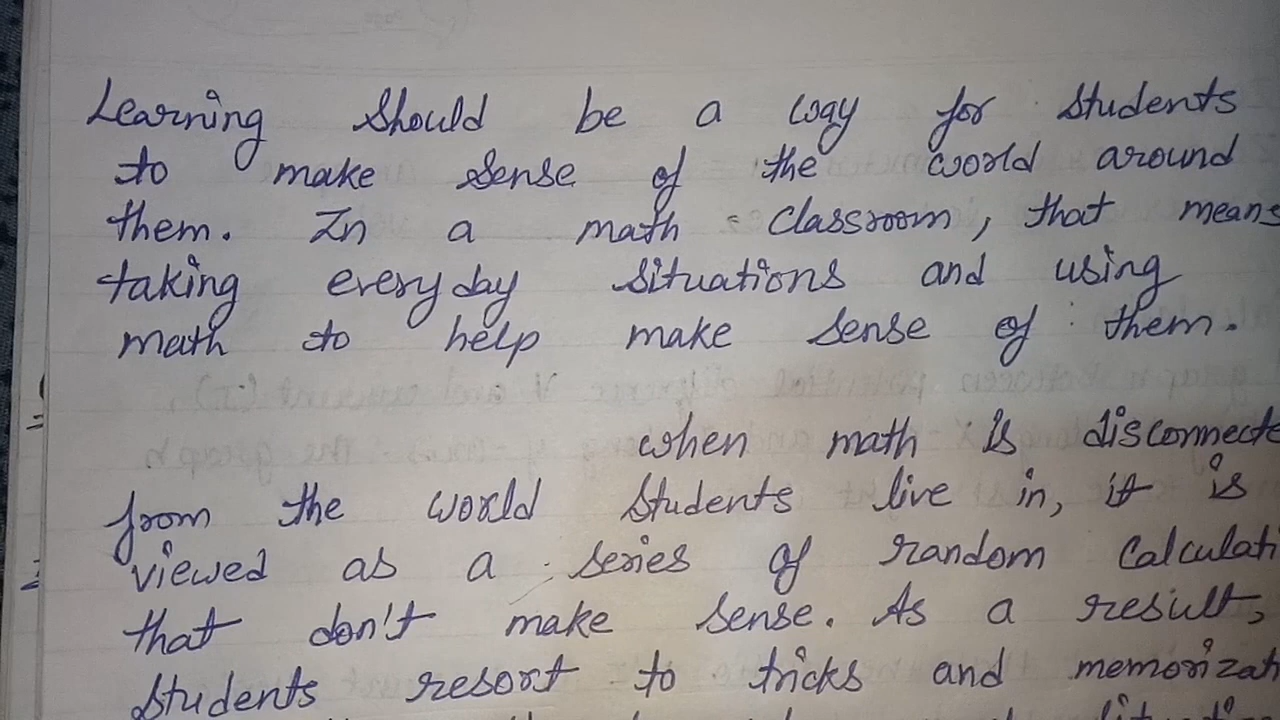 Learning should be a way for students
to make sense of the world around
them. In a math classroom, that means
taking everyday situations and using
math to help make sense of them.
when math is disconnecte
from the world students live in, it is
viewed as a series of random calculati
that don't make sense. As a result,
students resort to tricks and memorizat